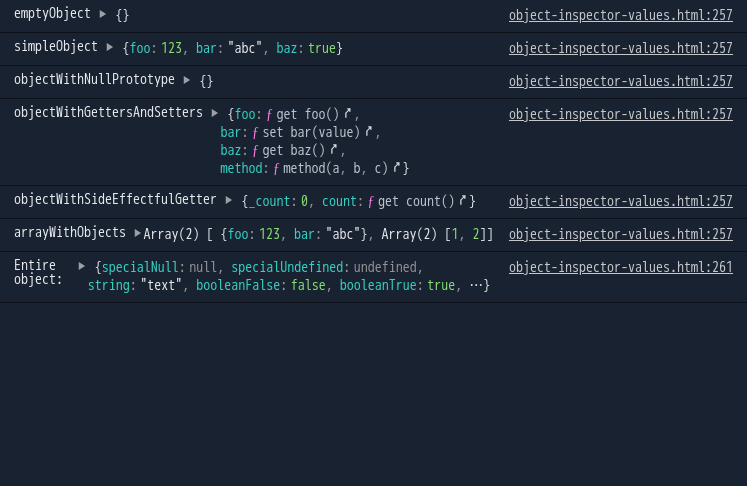 emptyObject ▶ {} object-inspector-values.html:257
simpleObject ▶ {foo: 123, bar: "abc", baz: true} object-inspector-values.html:257
objectWithNullPrototype ▶ {} object-inspector-values.html:257
objectWithGettersAndSetters ▶ {foo: ƒ get foo(), object-inspector-values.html:257
bar: ƒ set bar(value),
baz: ƒ get baz(),
method: ƒ method(a, b, c)}
objectWithSideEffectfulGetter ▶ {_count: 0, count: ƒ get count()} object-inspector-values.html:257
arrayWithObjects ▶Array(2) [ {foo: 123, bar: "abc"}, Array(2) [1, 2]] object-inspector-values.html:257
Entire ▶ {specialNull: null, specialUndefined: undefined, object-inspector-values.html:261
object: string: "text", booleanFalse: false, booleanTrue: true, …}